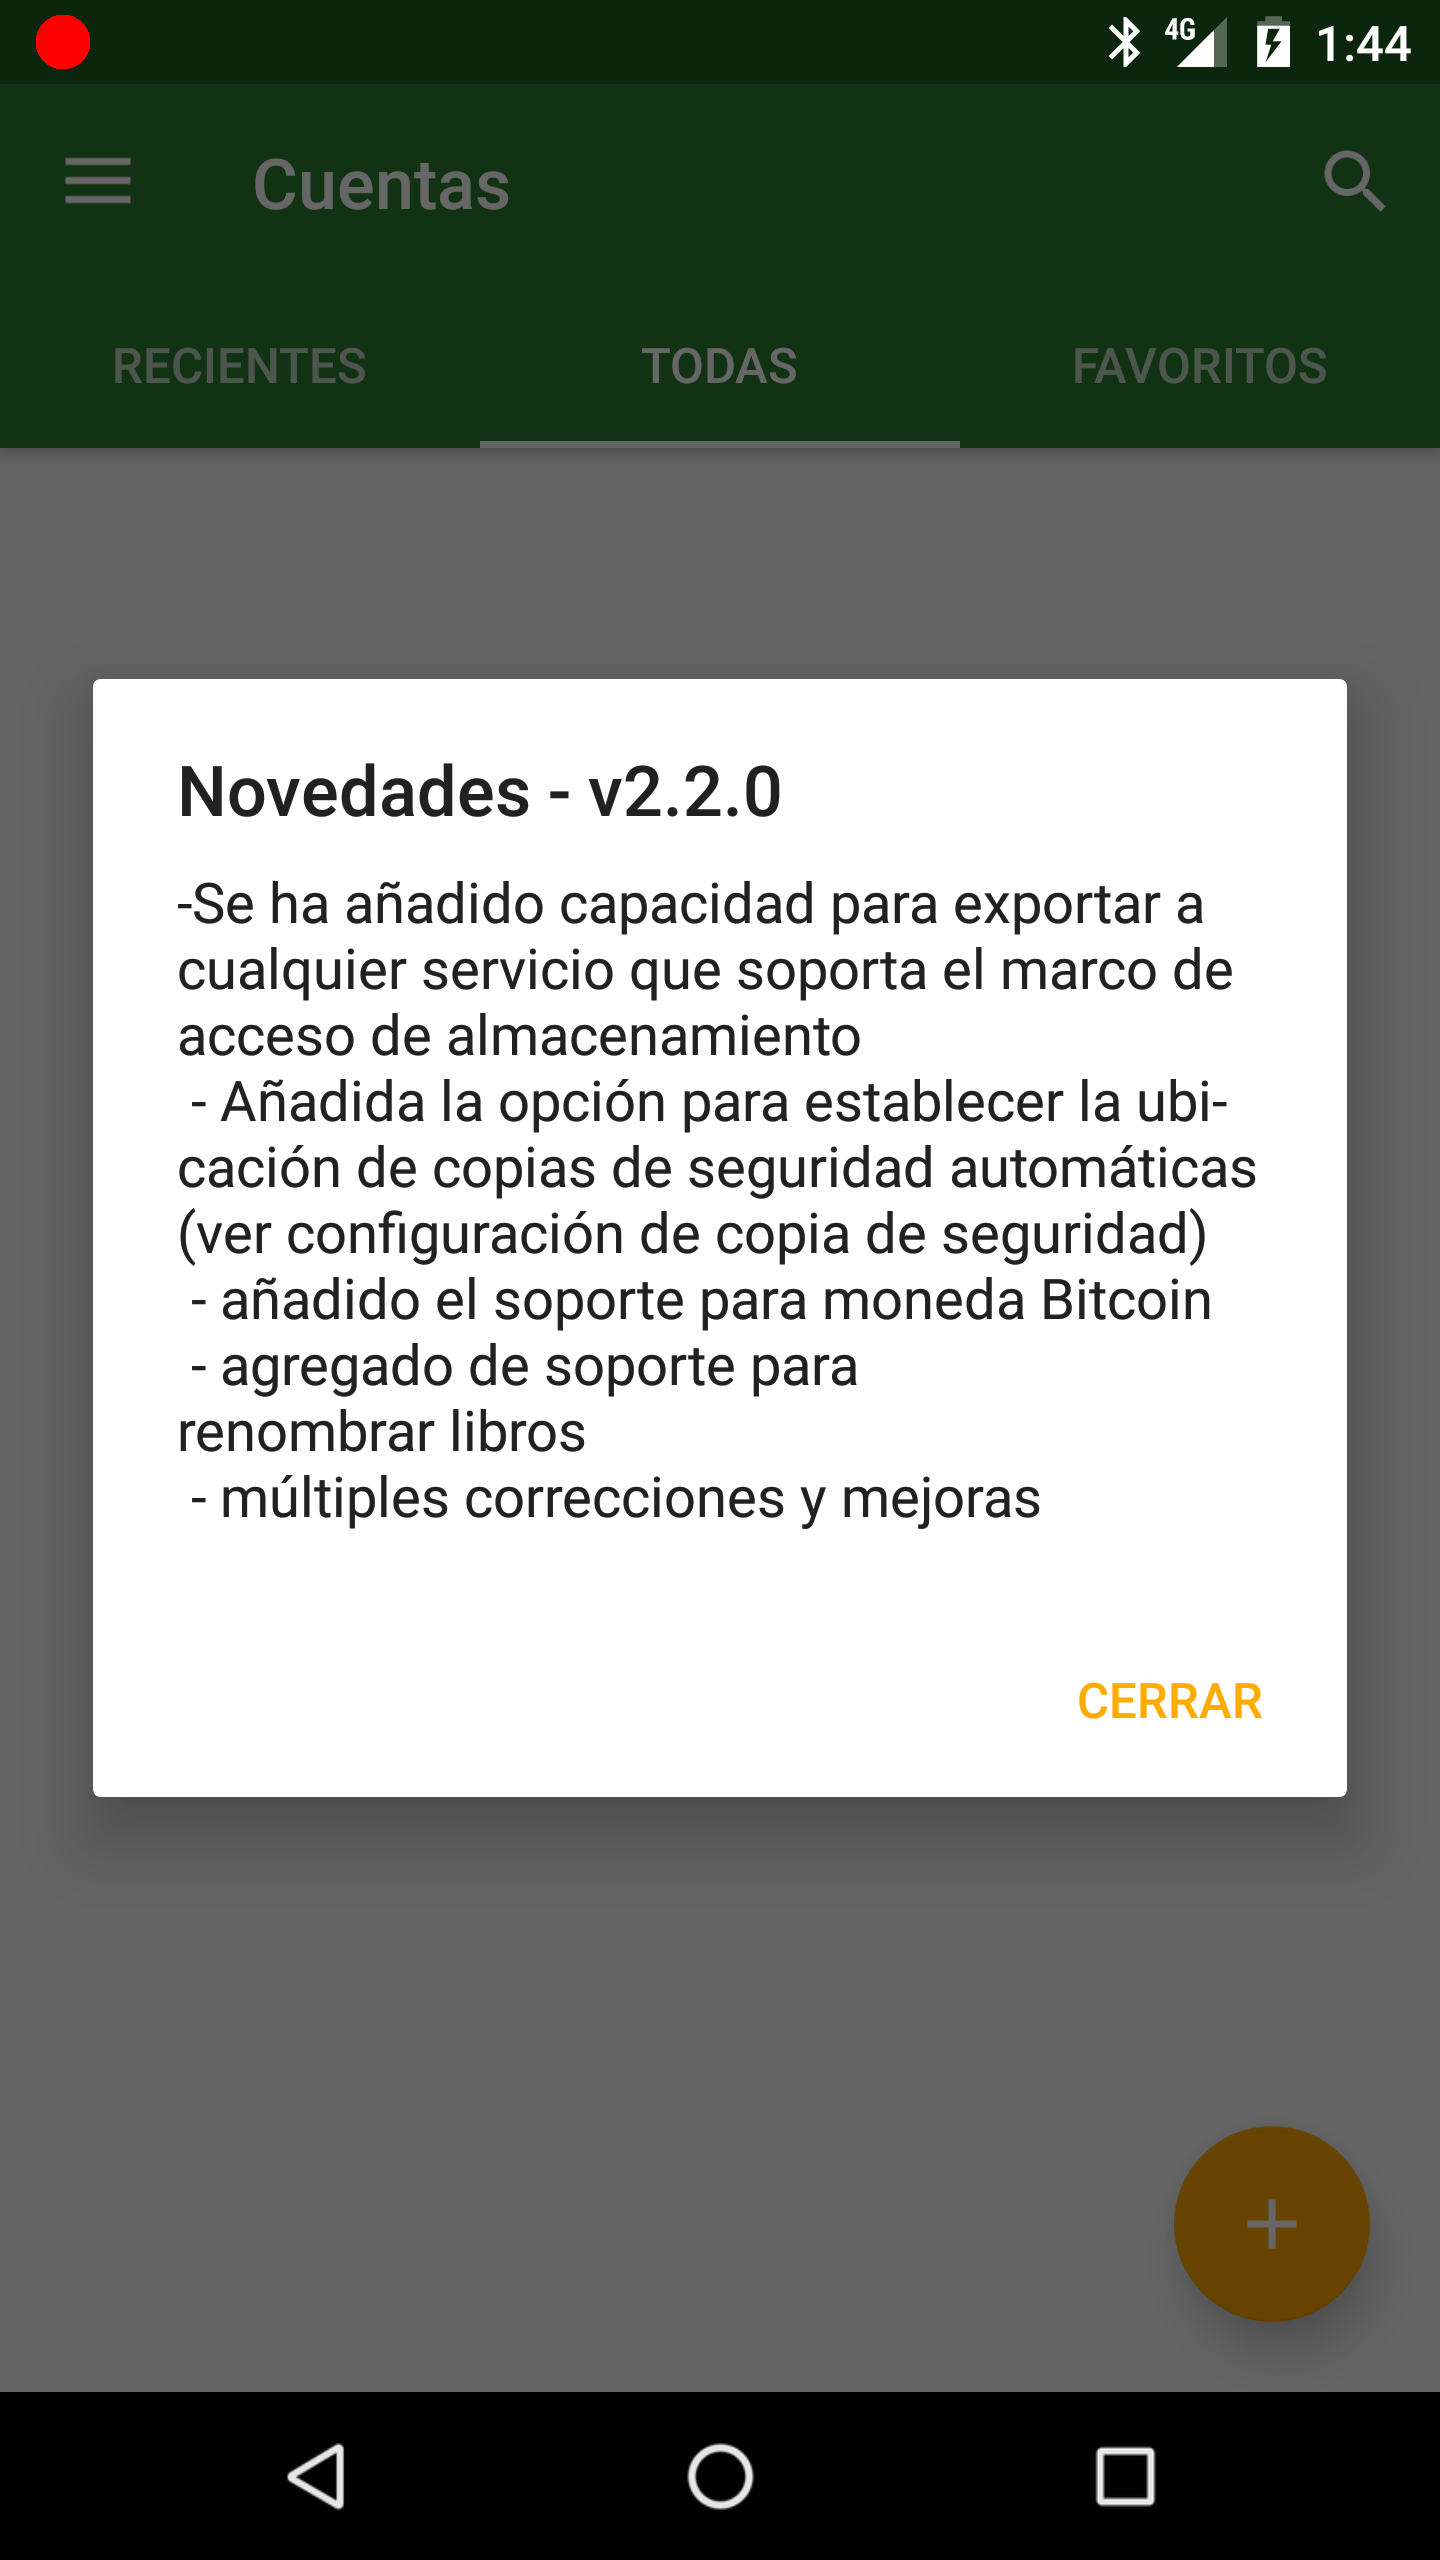 4G 1:44
Cuentas
RECIENTES TODAS FAVORITOS
Novedades - v2.2.0
-Se ha añadido capacidad para exportar a
cualquier servicio que soporta el marco de
acceso de almacenamiento
- Añadida la opción para establecer la ubi-
cación de copias de seguridad automáticas
(ver configuración de copia de seguridad)
- añadido el soporte para moneda Bitcoin
- agregado de soporte para
renombrar libros
- múltiples correcciones y mejoras
CERRAR